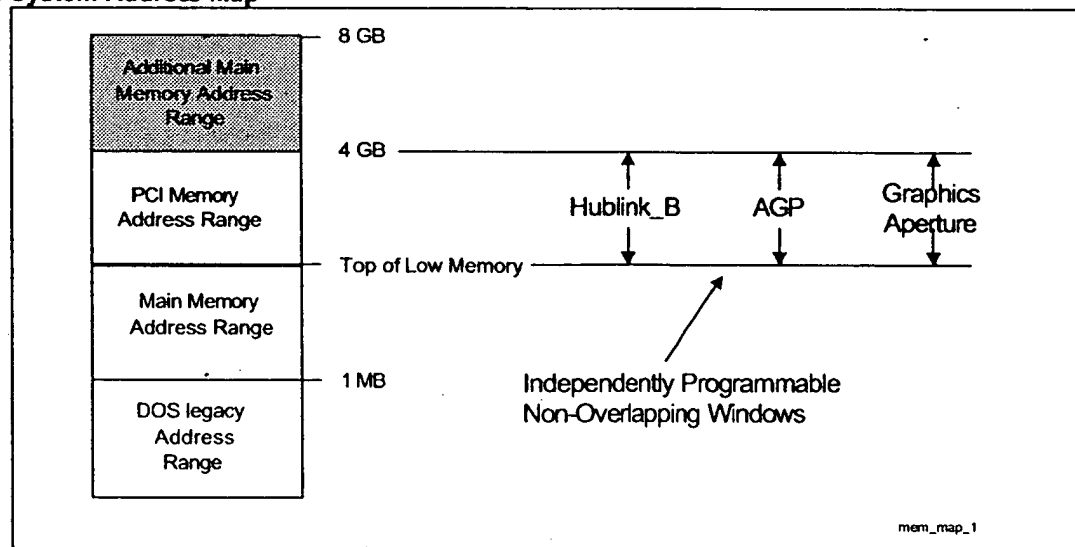 System Address Map
8 GB
Additional Main
Memory Address
Range
4 GB
PCI Memory
Address Range
Hublink_B
AGP
Graphics
Aperture
Top of Low Memory
Main Memory
Address Range
1 MB
Independently Programmable
Non-Overlapping Windows
DOS legacy
Address
Range
mem_map_1